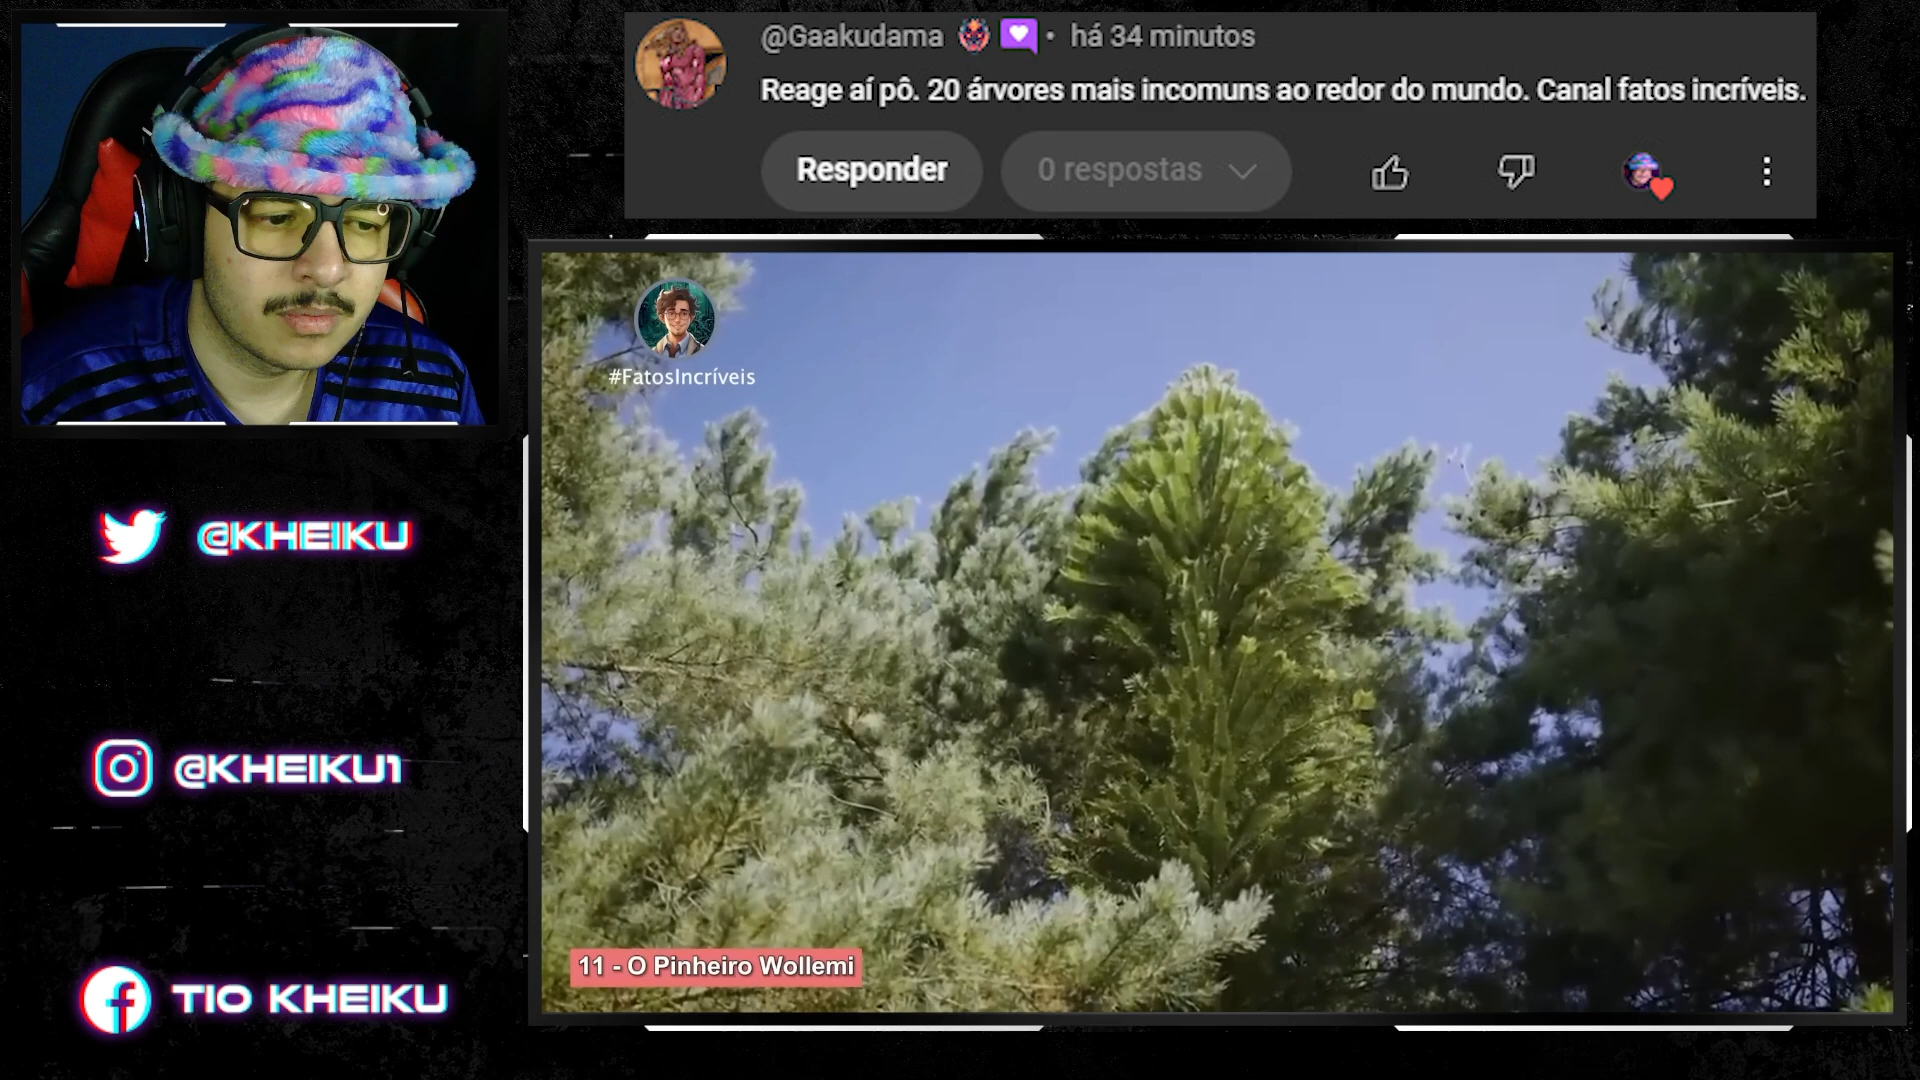 @Gaakudama • há 34 minutos
Reage aí pô. 20 árvores mais incomuns ao redor do mundo. Canal fatos incríveis.
Responder
0 respostas
#FatosIncríveis
@KHEIKU
@KHEIKU1
TIO KHEIKU
11 - O Pinheiro Wollemi